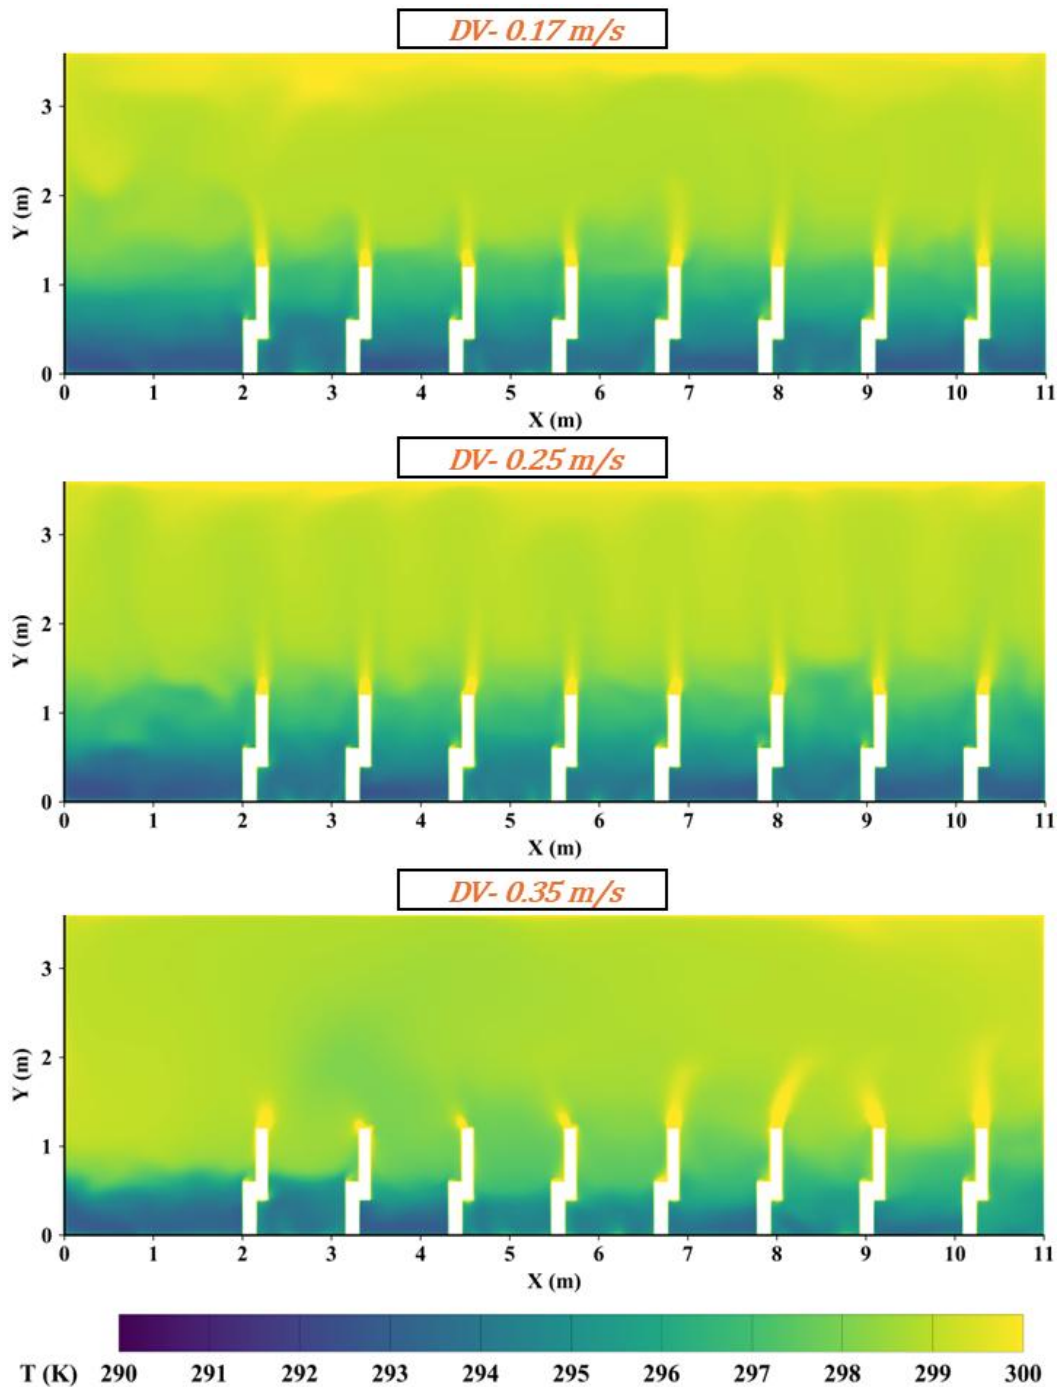 DV- 0.17 m/s
3
2
1
0
Y (m)
0 1 2 3 4 5 6 7 8 9 10 11
X (m)
DV- 0.25 m/s
3
2
1
0
Y (m)
0 1 2 3 4 5 6 7 8 9 10 11
X (m)
DV- 0.35 m/s
3
2
1
0
Y (m)
0 1 2 3 4 5 6 7 8 9 10 11
X (m)
T (K) 290 291 292 293 294 295 296 297 298 299 300